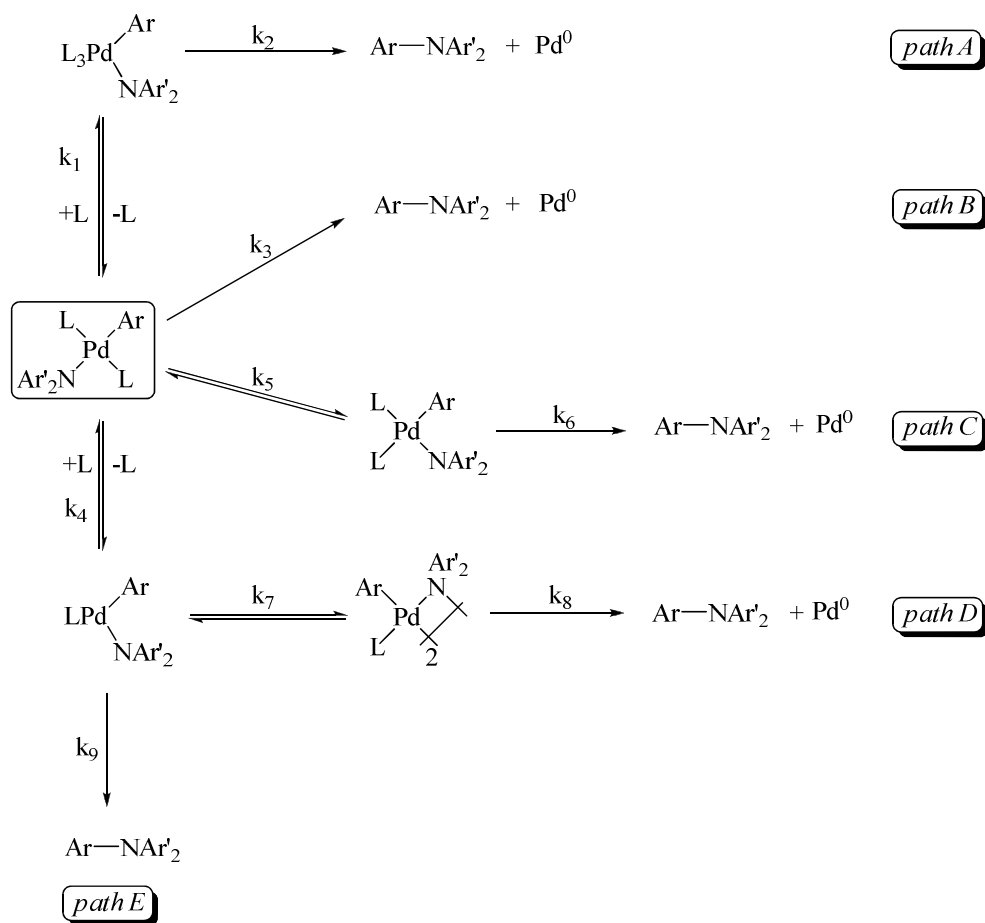 Ar
L₃Pd
NAr'₂
k₂
Ar—NAr'₂ + Pd⁰
path A
k₁
+L -L
k₃
Ar—NAr'₂ + Pd⁰
path B
L Ar
Pd
Ar'₂N L
k₅
L Ar
Pd
L NAr'₂
k₆
Ar—NAr'₂ + Pd⁰
path C
+L -L
k₄
Ar
LPd
NAr'₂
k₇
Ar'₂
Ar N
Pd
L 2
k₈
Ar—NAr'₂ + Pd⁰
path D
k₉
Ar—NAr'₂
path E